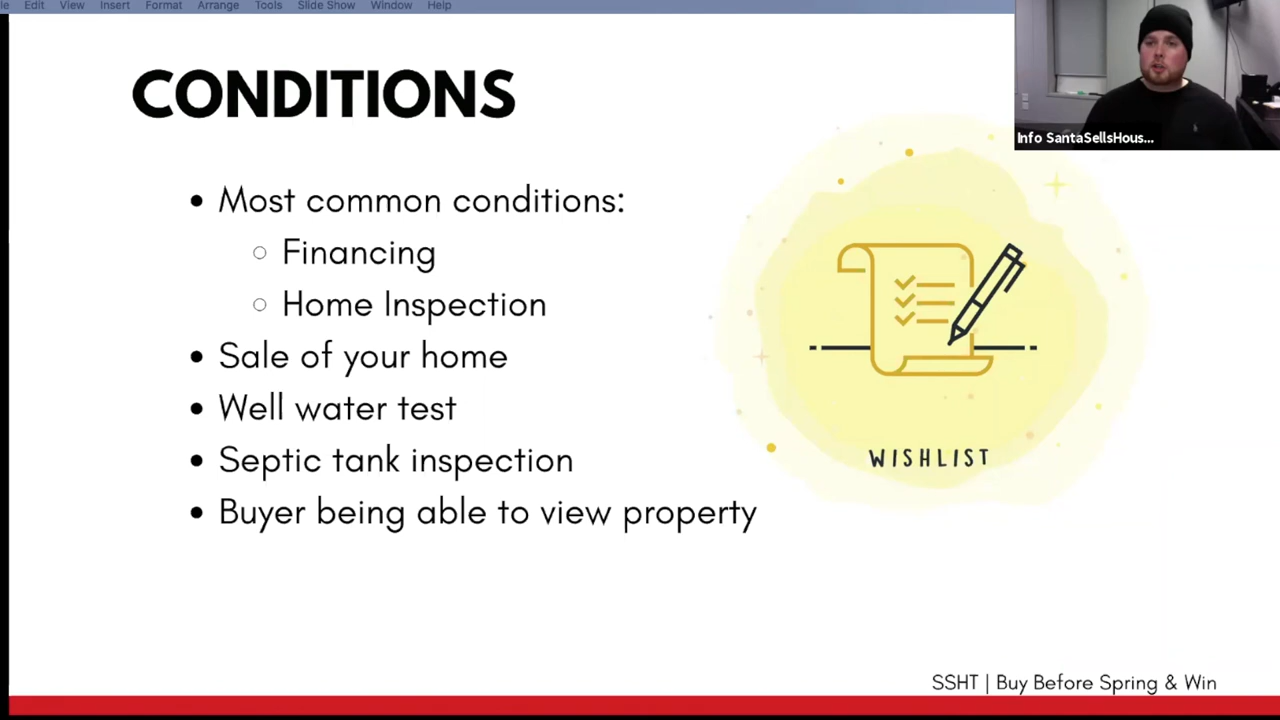 le Edit View Insert Format Arrange Tools Slide Show Window Help
CONDITIONS
Most common conditions:
Financing
Home Inspection
Sale of your home
Well water test
Septic tank inspection
Buyer being able to view property
WISHLIST
Info SantaSellsHous...
SSHT | Buy Before Spring & Win